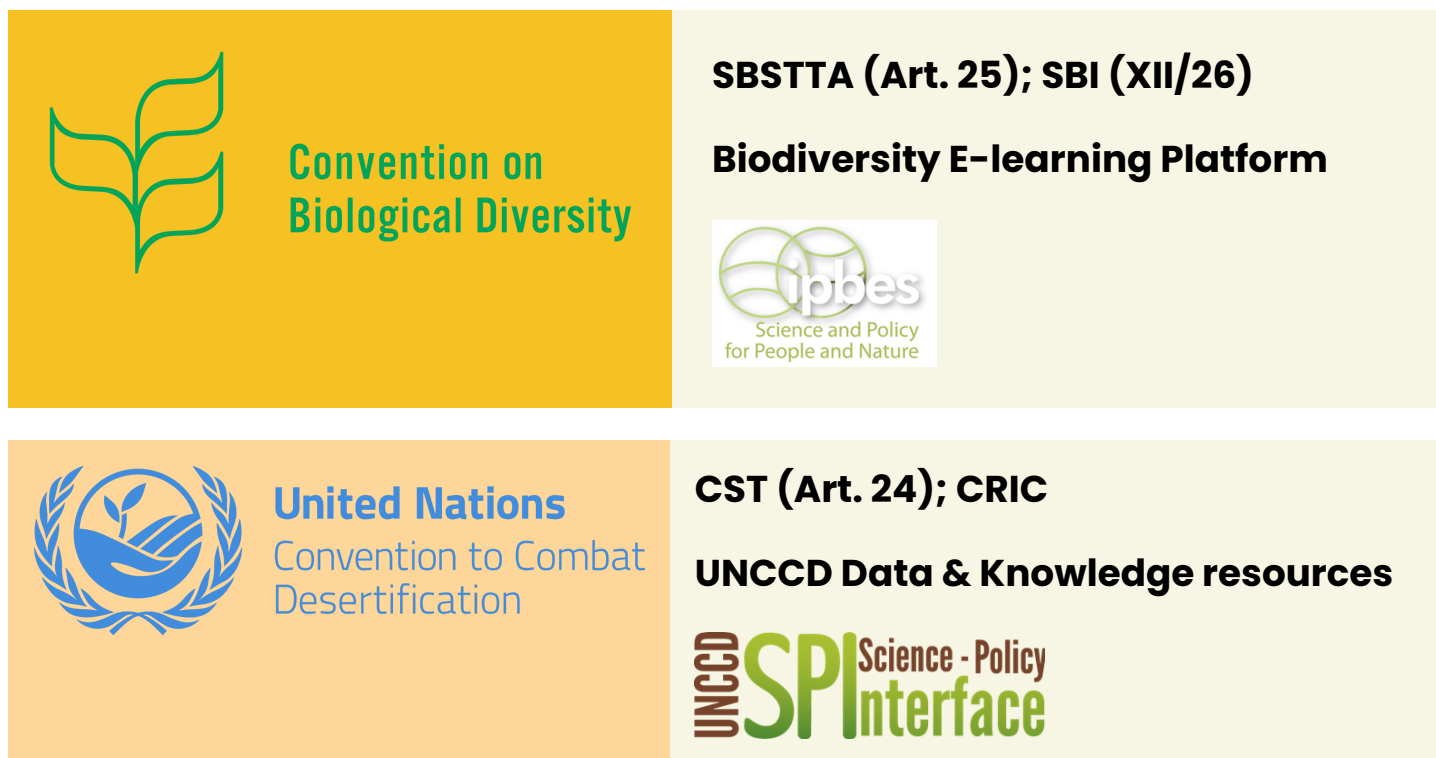 Convention on
Biological Diversity
SBSTTA (Art. 25); SBI (XII/26)
Biodiversity E-learning Platform
ipbes
Science and Policy
for People and Nature
United Nations
Convention to Combat
Desertification
CST (Art. 24); CRIC
UNCCD Data & Knowledge resources
UNCCD
SPI
Science - Policy
nterface